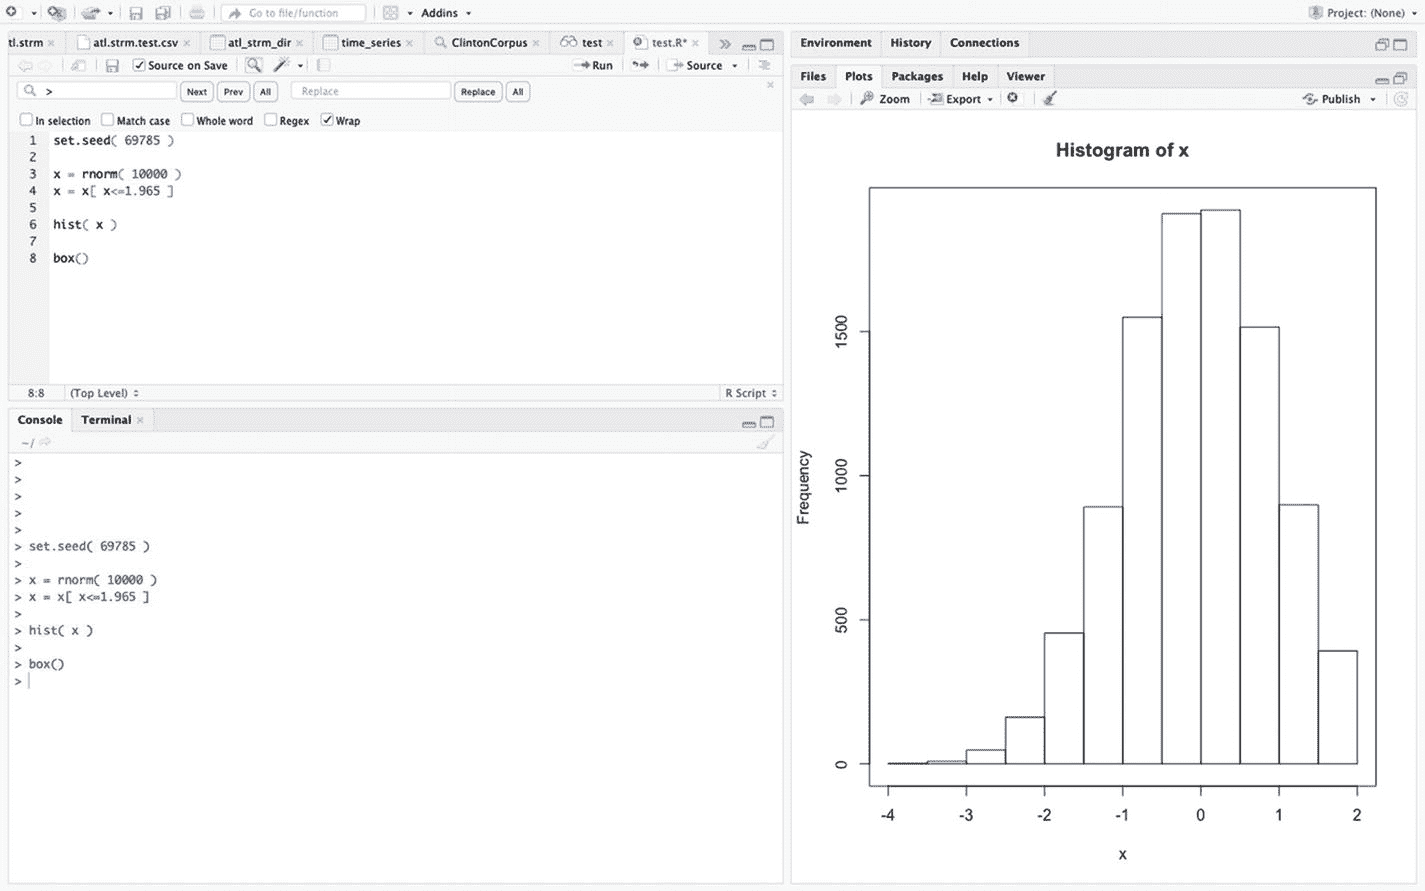 Go to file/function Addins Project: (None)
tl.strm atl.strm.test.csv atl_strm_dir time_series ClintonCorpus test test.R*
Source on Save Run Source
> Next Prev All Replace Replace All
In selection Match case Whole word Regex Wrap
1 set.seed( 69785 )
2
3 x = rnorm( 10000 )
4 x = x[ x<=1.965 ]
5
6 hist( x )
7
8 box()
8:8 (Top Level) R Script
Console Terminal
~/
>
>
>
>
>
> set.seed( 69785 )
>
> x = rnorm( 10000 )
> x = x[ x<=1.965 ]
>
> hist( x )
>
> box()
>
Environment History Connections
Files Plots Packages Help Viewer
Zoom Export Publish
Histogram of x
Frequency
1500
1000
500
0
-4 -3 -2 -1 0 1 2
x